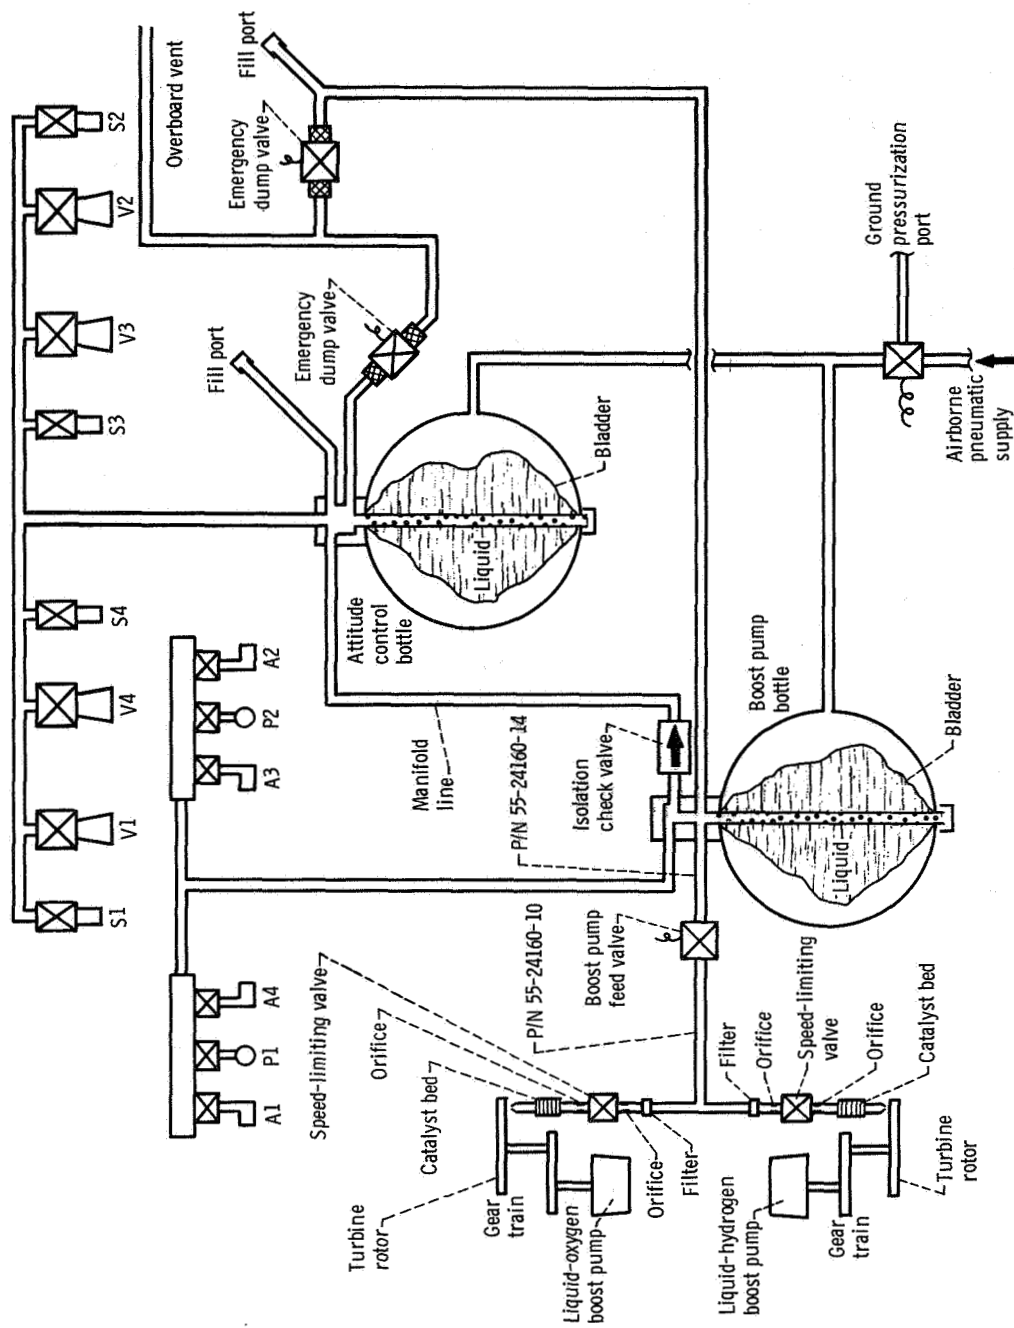 Fill port
Overboard vent
Emergency
dump valve
S2
V2
V3
S3
S4
V4
V1
S1
Fill port
Emergency
dump valve
Ground
pressurization
port
Airborne
pneumatic
supply
Bladder
Liquid
Attitude
control
bottle
A2
P2
A3
A4
P1
A1
Manifold
line
P/N 55-24160-14
Isolation
check valve
Boost pump
bottle
Bladder
Liquid
P/N 55-24160-10
Boost pump
feed valve
Speed-limiting valve
Orifice
Catalyst bed
Turbine
rotor
Gear
train
Liquid-oxygen
boost pump
Orifice
Filter
Filter
Orifice
Speed-limiting
valve
Orifice
Catalyst bed
Liquid-hydrogen
boost pump
Gear
train
Turbine
rotor